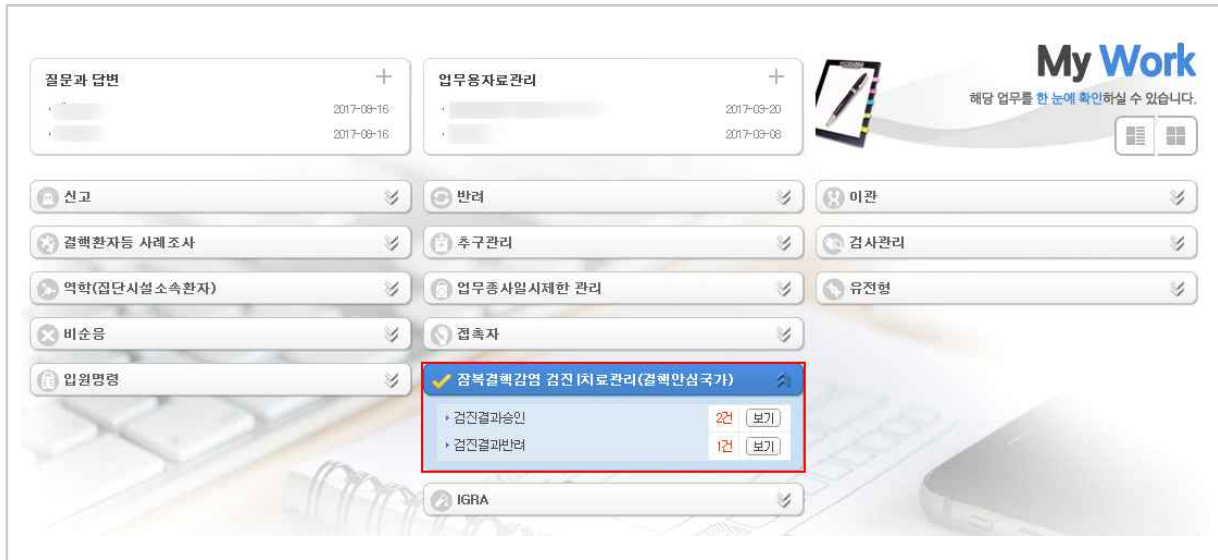 질문과 답변
2017-08-16
2017-08-16
업무용자료관리
2017-03-20
2017-03-06
My Work
해당 업무를 한 눈에 확인하실 수 있습니다.
신고
반려
이관
결핵환자등 사례조사
추구관리
검사관리
역학(집단시설소속환자)
업무종사일시제한 관리
유전형
비순응
접촉자
입원명령
잠복결핵감염 검진|치료관리(결핵안심국가)
검진결과승인 2건 보기
검진결과반려 1건 보기
IGRA